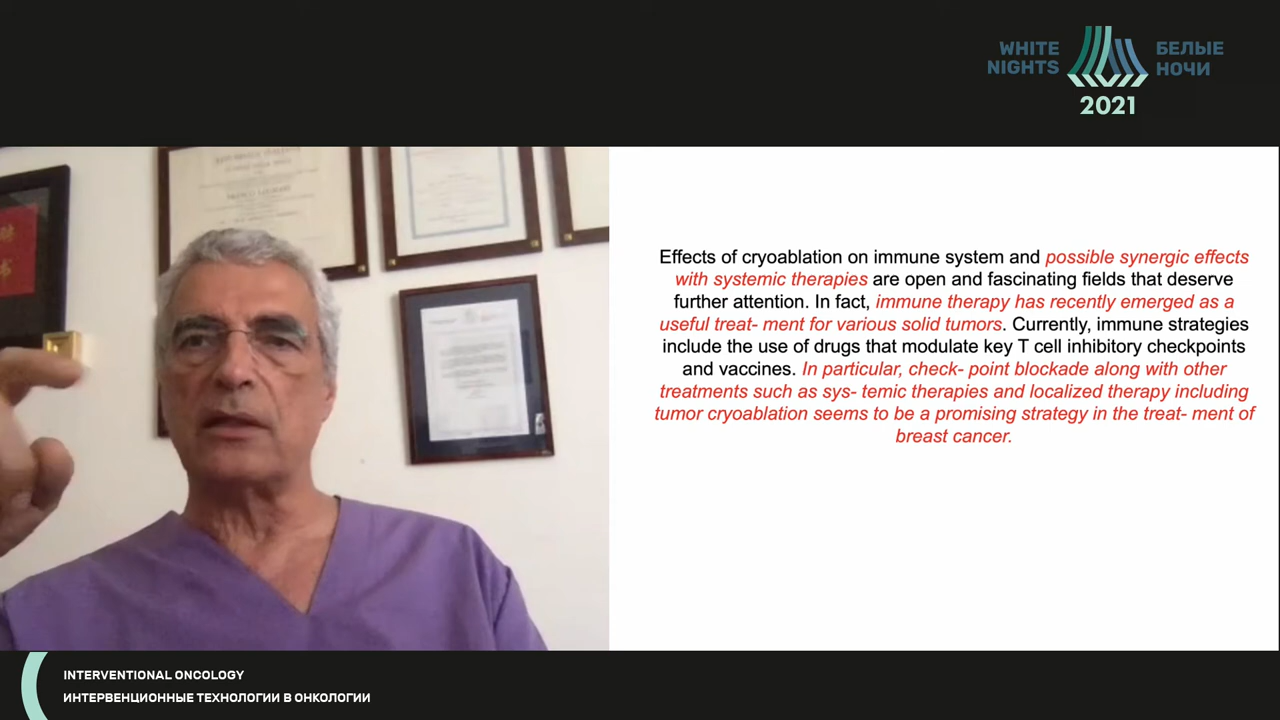 WHITE
NIGHTS
БЕЛЫЕ
НОЧИ
2021
Effects of cryoablation on immune system and possible synergic effects
with systemic therapies are open and fascinating fields that deserve
further attention. In fact, immune therapy has recently emerged as a
useful treat- ment for various solid tumors. Currently, immune strategies
include the use of drugs that modulate key T cell inhibitory checkpoints
and vaccines. In particular, check- point blockade along with other
treatments such as sys- temic therapies and localized therapy including
tumor cryoablation seems to be a promising strategy in the treat- ment of
breast cancer.
INTERVENTIONAL ONCOLOGY
ИНТЕРВЕНЦИОННЫЕ ТЕХНОЛОГИИ В ОНКОЛОГИИ